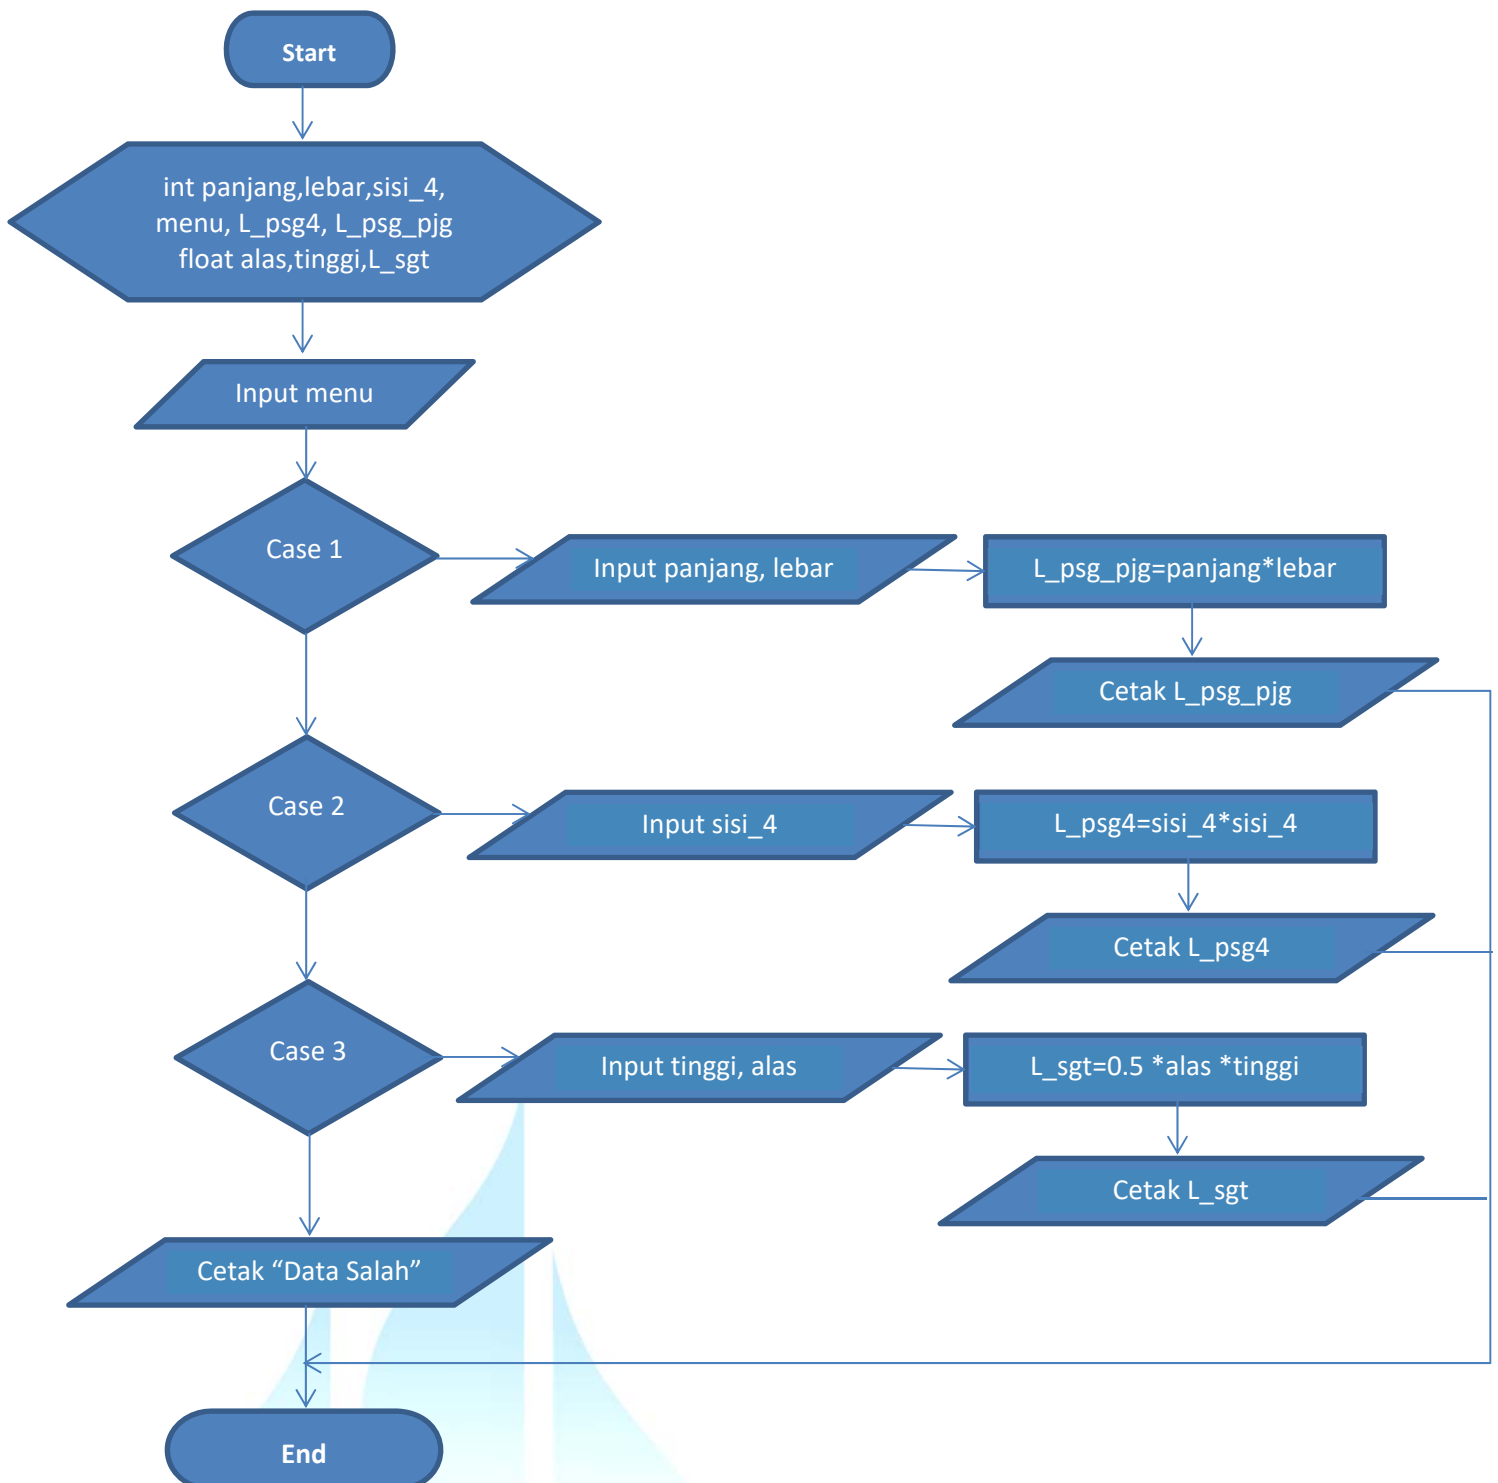 Start
int panjang,lebar,sisi_4,
menu, L_psg4, L_psg_pjg
float alas,tinggi,L_sgt
Input menu
Case 1
Input panjang, lebar
L_psg_pjg=panjang*lebar
Cetak L_psg_pjg
Case 2
Input sisi_4
L_psg4=sisi_4*sisi_4
Cetak L_psg4
Case 3
Input tinggi, alas
L_sgt=0.5 *alas *tinggi
Cetak L_sgt
Cetak “Data Salah”
End